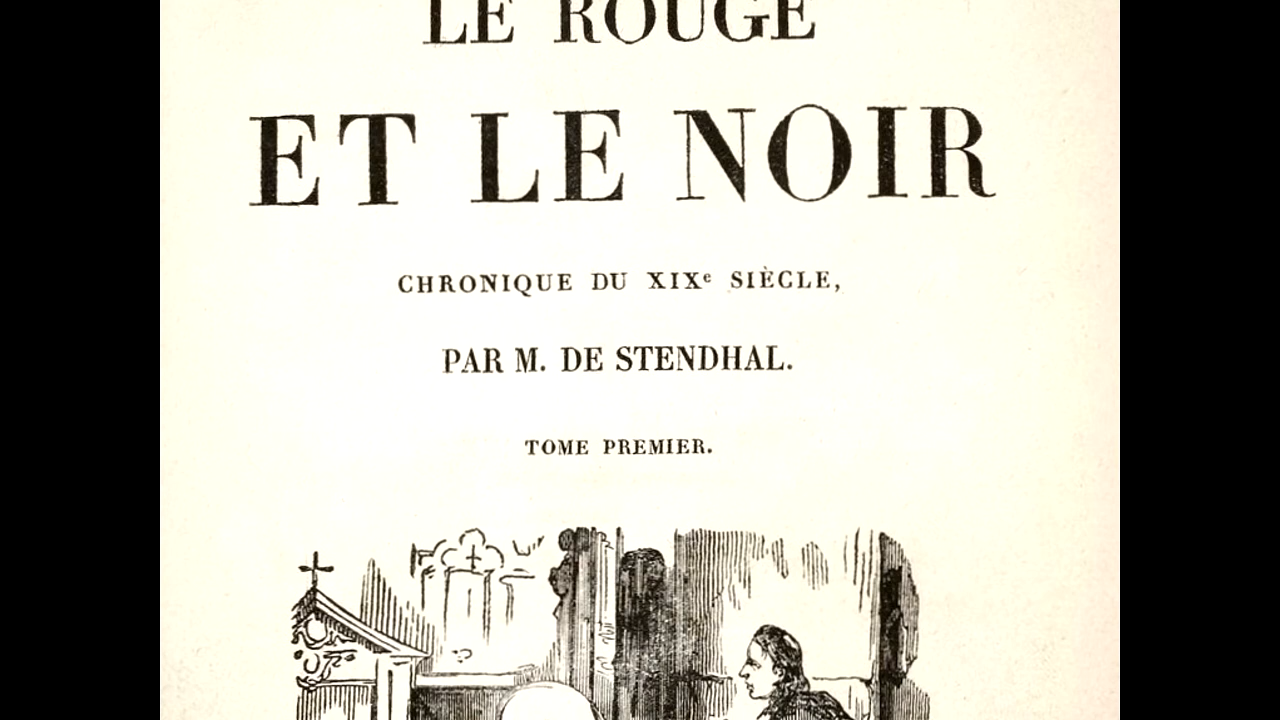 LE ROUGE
ET LE NOIR
CHRONIQUE DU XIXᵉ SIÈCLE,
PAR M. DE STENDHAL.
TOME PREMIER.